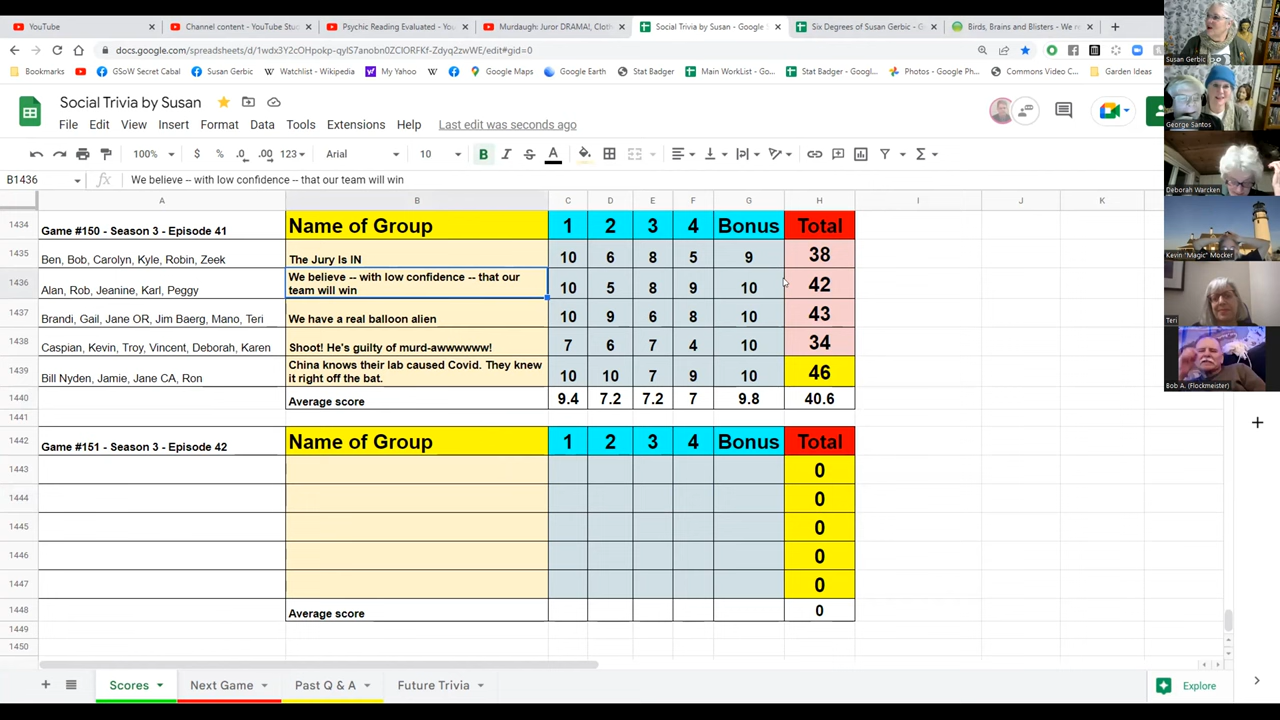 YouTube
Channel content - YouTube Stu
Psychic Reading Evaluated - You
Murdaugh: Juror DRAMA!, Cloth
Social Trivia by Susan - Google S
Six Degrees of Susan Gerbic - G
Birds, Brains and Blisters - We re
docs.google.com/spreadsheets/d/1wdx3Y2cOHpokp-qyIS7anobn0ZCIORFKf-Zdyq2zwWE/edit#gid=0
Bookmarks
GSoW Secret Cabal
Susan Gerbic
Watchlist - Wikipedia
My Yahoo
Google Maps
Google Earth
Stat Badger
Main WorkList - Go
Stat Badger - Goog...
Photos - Google Ph...
Commons Video C...
Garden Ideas
Social Trivia by Susan
File Edit View Insert Format Data Tools Extensions Help Last edit was seconds ago
100% $ % .0 .00 123 Arial 10 B I A
B1436 fx We believe -- with low confidence -- that our team will win
A B C D E F G H I J K L
1434 Game #150 - Season 3 - Episode 41 Name of Group 1 2 3 4 Bonus Total
1435 Ben, Bob, Carolyn, Kyle, Robin, Zeek The Jury Is IN 10 6 8 5 9 38
1436 Alan, Rob, Jeanine, Karl, Peggy We believe -- with low confidence -- that our
team will win 10 5 8 9 10 42
1437 Brandi, Gail, Jane OR, Jim Baerg, Mano, Teri We have a real balloon alien 10 9 6 8 10 43
1438 Caspian, Kevin, Troy, Vincent, Deborah, Karen Shoot! He's guilty of murd-awwwwww! 7 6 7 4 10 34
1439 Bill Nyden, Jamie, Jane CA, Ron China knows their lab caused Covid. They knew
it right off the bat. 10 10 7 9 10 46
1440 Average score 9.4 7.2 7.2 7 9.8 40.6
1441
1442 Game #151 - Season 3 - Episode 42 Name of Group 1 2 3 4 Bonus Total
1443 0
1444 0
1445 0
1446 0
1447 0
1448 Average score 0
1449
1450
Scores Next Game Past Q & A Future Trivia Explore
Susan Gerbic
George Santos
Deborah Warcken
Kevin "Magic" Mocker
Teri
Bob A. (Flockmeister)